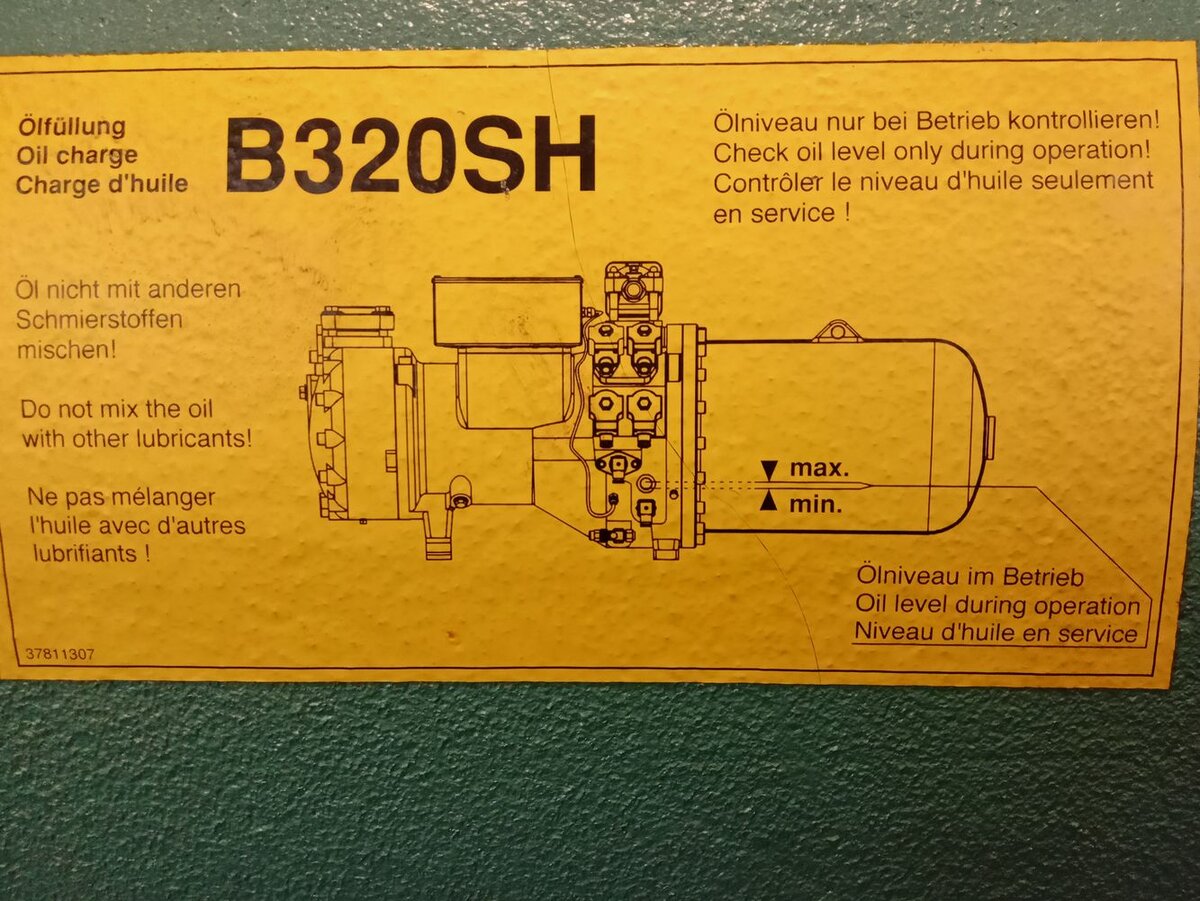 Ölfüllung
Oil charge
Charge d'huile
B320SH
Ölniveau nur bei Betrieb kontrollieren!
Check oil level only during operation!
Contrôler le niveau d'huile seulement
en service !
Öl nicht mit anderen
Schmierstoffen
mischen!
Do not mix the oil
with other lubricants!
Ne pas mélanger
l'huile avec d'autres
lubrifiants !
max.
min.
Ölniveau im Betrieb
Oil level during operation
Niveau d'huile en service
37811307